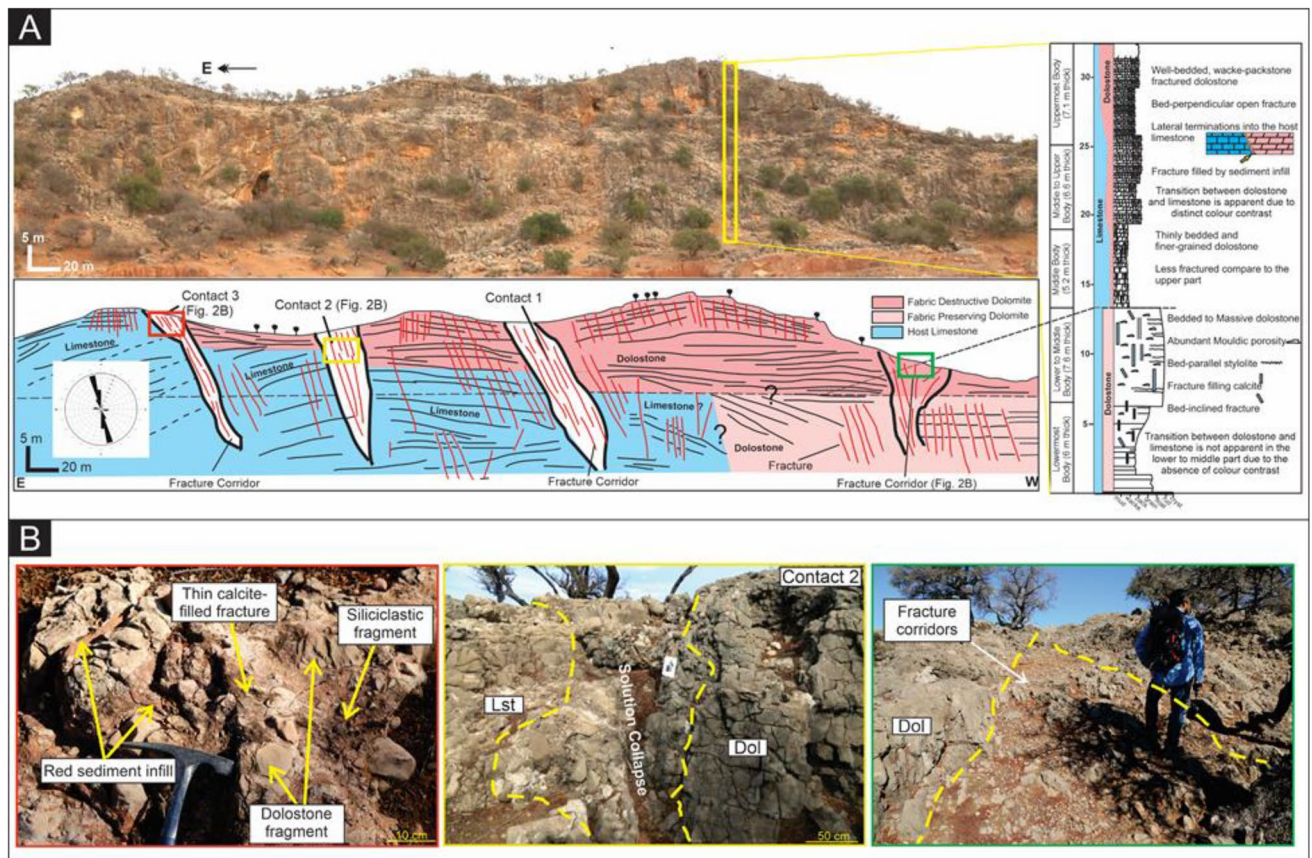 A
E
5 m
20 m
Contact 3
(Fig. 2B)
Contact 2 (Fig. 2B)
Contact 1
Fabric Destructive Dolomite
Fabric Preserving Dolomite
Host Limestone
Limestone
Limestone
Limestone
Limestone
Limestone ?
?
?
Dolostone
Dolostone
Fracture
5 m
20 m
E
W
Fracture Corridor
Fracture Corridor
Fracture Corridor (Fig. 2B)
Uppermost Body
(7.1 m thick)
Middle to Upper
Body (6.6 m thick)
Middle Body
(5.2 m thick)
Lower to Middle
Body (7.6 m thick)
Lowermost
Body (6 m thick)
Limestone
Dolostone
Dolostone
30
25
20
15
10
5
Well-bedded, wacke-packstone
fractured dolostone
Bed-perpendicular open fracture
Lateral terminations into the host
limestone
Fracture filled by sediment infill
Transition between dolostone
and limestone is apparent due to
distinct colour contrast
Thinly bedded and
finer-grained dolostone
Less fractured compare to the
upper part
Bedded to Massive dolostone
Abundant Mouldic porosity
Bed-parallel stylolite
Fracture filling calcite
Bed-inclined fracture
Transition between dolostone and
limestone is not apparent in the
lower to middle part due to the
absence of colour contrast
B
Thin calcite-
filled fracture
Siliciclastic
fragment
Red sediment infill
Dolostone
fragment
10 cm
Contact 2
Lst
Solution Collapse
Dol
50 cm
Fracture
corridors
Dol